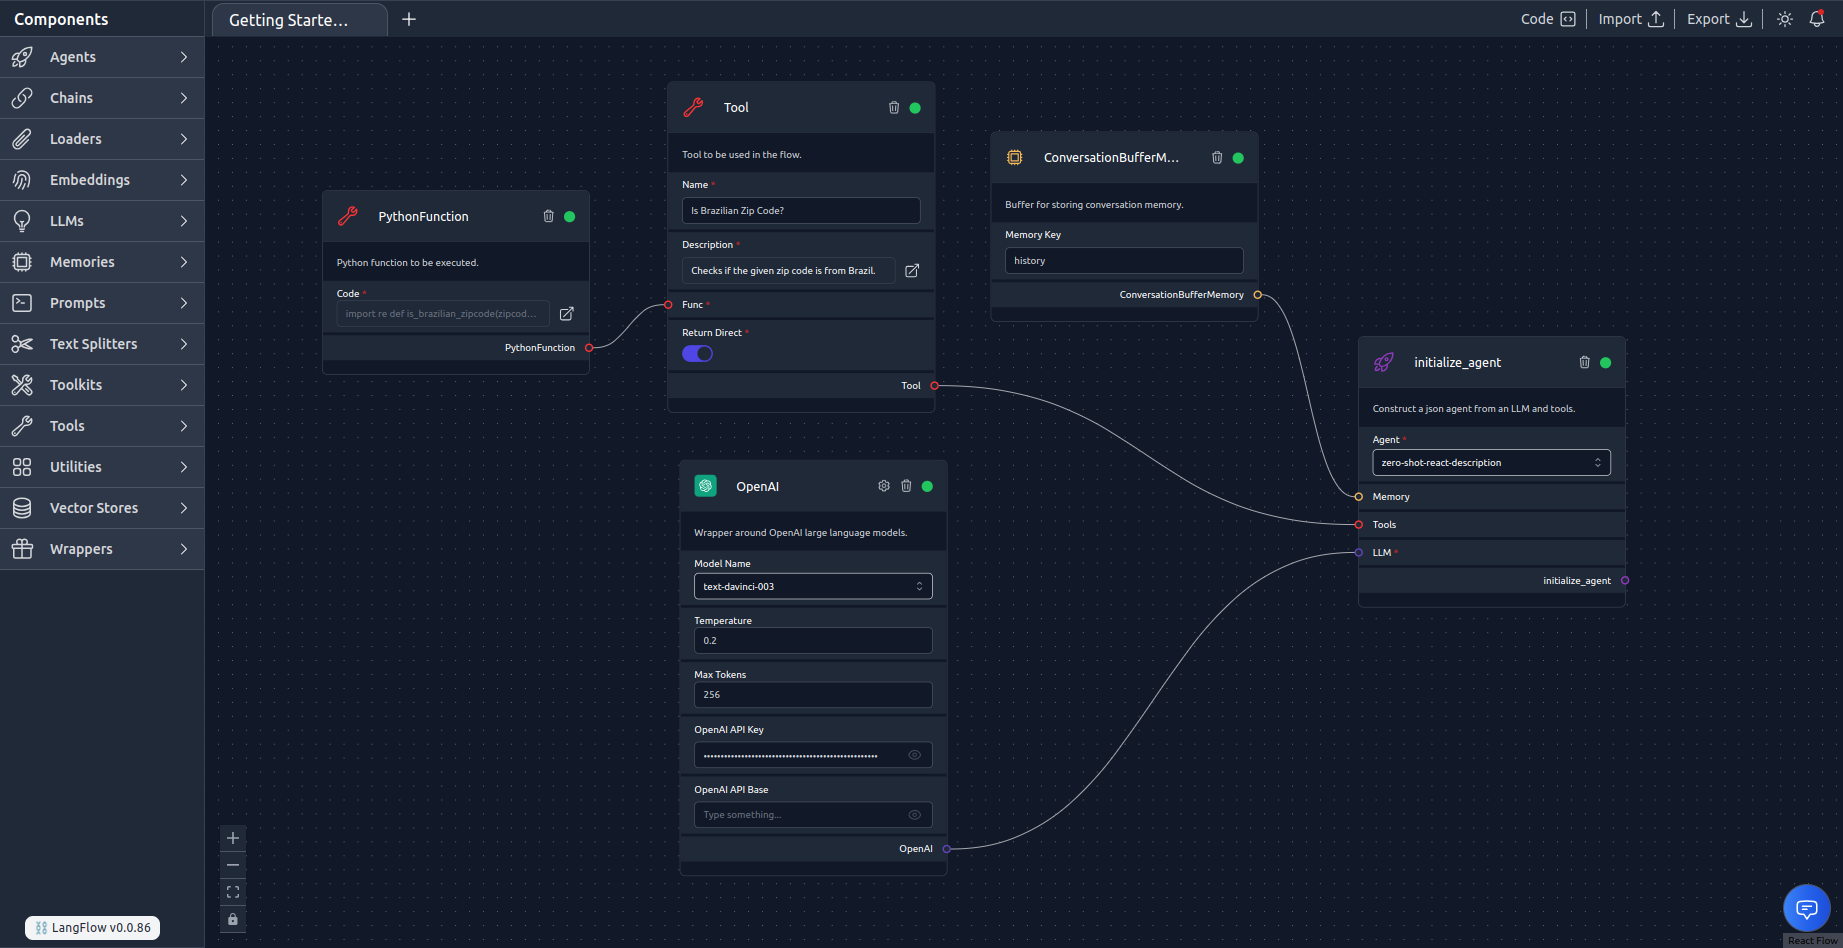 Components
Getting Starte...
Code
Import
Export
Agents
Chains
Loaders
Embeddings
LLMs
Memories
Prompts
Text Splitters
Toolkits
Tools
Utilities
Vector Stores
Wrappers
LangFlow v0.0.86
PythonFunction
Python function to be executed.
Code *
import re def is_brazilian_zipcode(zipcod...
PythonFunction
Tool
Tool to be used in the flow.
Name *
Is Brazilian Zip Code?
Description *
Checks if the given zip code is from Brazil.
Func *
Return Direct *
Tool
OpenAI
Wrapper around OpenAI large language models.
Model Name
text-davinci-003
Temperature
0.2
Max Tokens
256
OpenAI API Key
OpenAI API Base
Type something...
OpenAI
ConversationBufferM...
Buffer for storing conversation memory.
Memory Key
history
ConversationBufferMemory
initialize_agent
Construct a json agent from an LLM and tools.
Agent *
zero-shot-react-description
Memory
Tools
LLM *
initialize_agent
React Flow